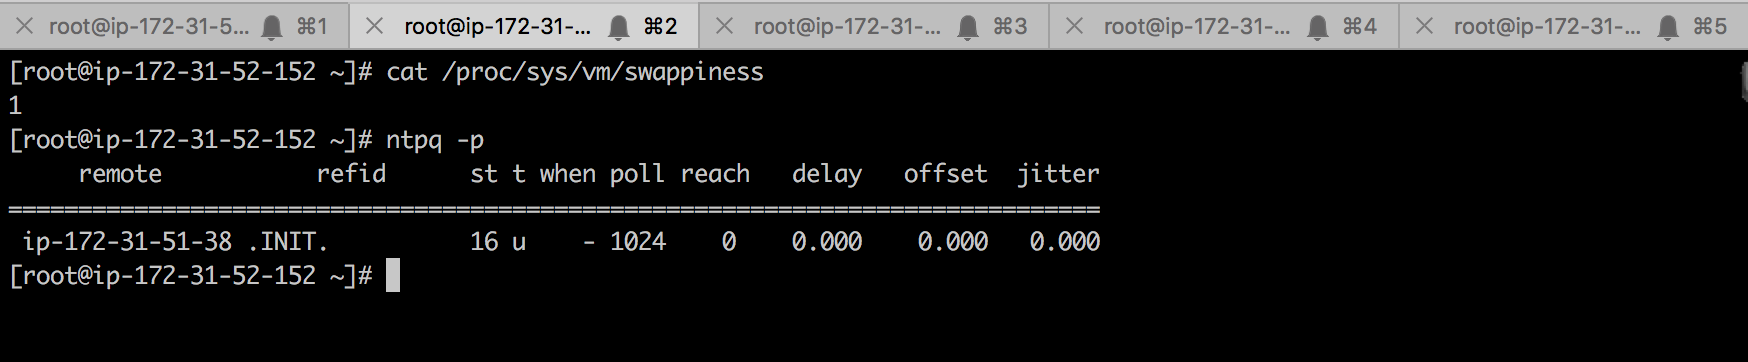 root@ip-172-31-5... ⌘1 root@ip-172-31-... ⌘2 root@ip-172-31-... ⌘3 root@ip-172-31-... ⌘4 root@ip-172-31-... ⌘5
[root@ip-172-31-52-152 ~]# cat /proc/sys/vm/swappiness
1
[root@ip-172-31-52-152 ~]# ntpq -p
     remote           refid      st t when poll reach   delay   offset  jitter
==============================================================================
 ip-172-31-51-38 .INIT.          16 u    - 1024    0    0.000    0.000   0.000
[root@ip-172-31-52-152 ~]#